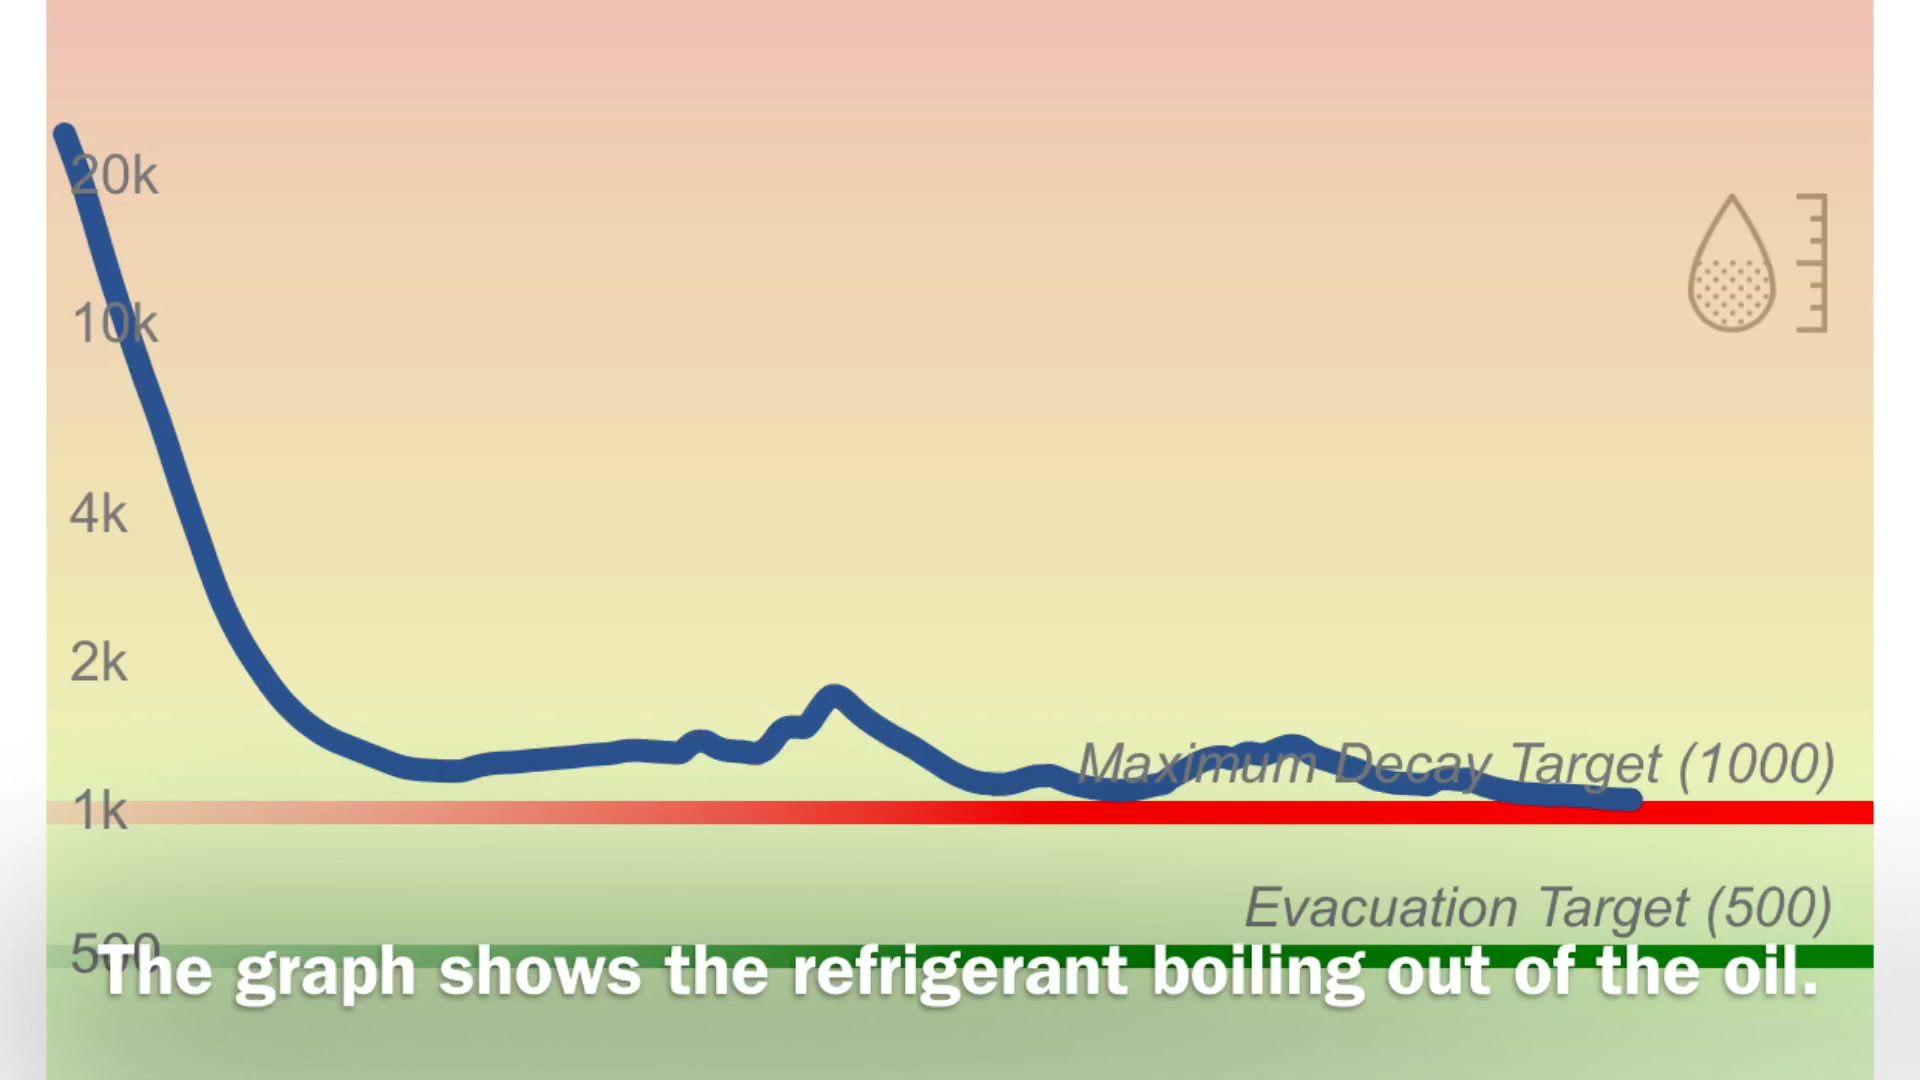 20k
10k
4k
2k
Maximum Decay Target (1000)
1k
Evacuation Target (500)
500
The graph shows the refrigerant boiling out of the oil.